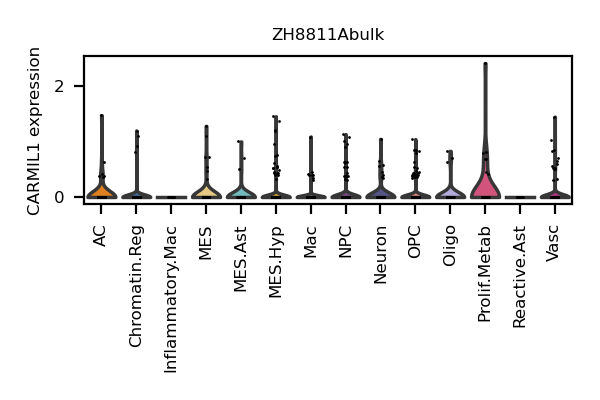 ZH8811Abulk
CARMIL1 expression
2
0
AC
Chromatin.Reg
Inflammatory.Mac
MES
MES.Ast
MES.Hyp
Mac
NPC
Neuron
OPC
Oligo
Prolif.Metab
Reactive.Ast
Vasc